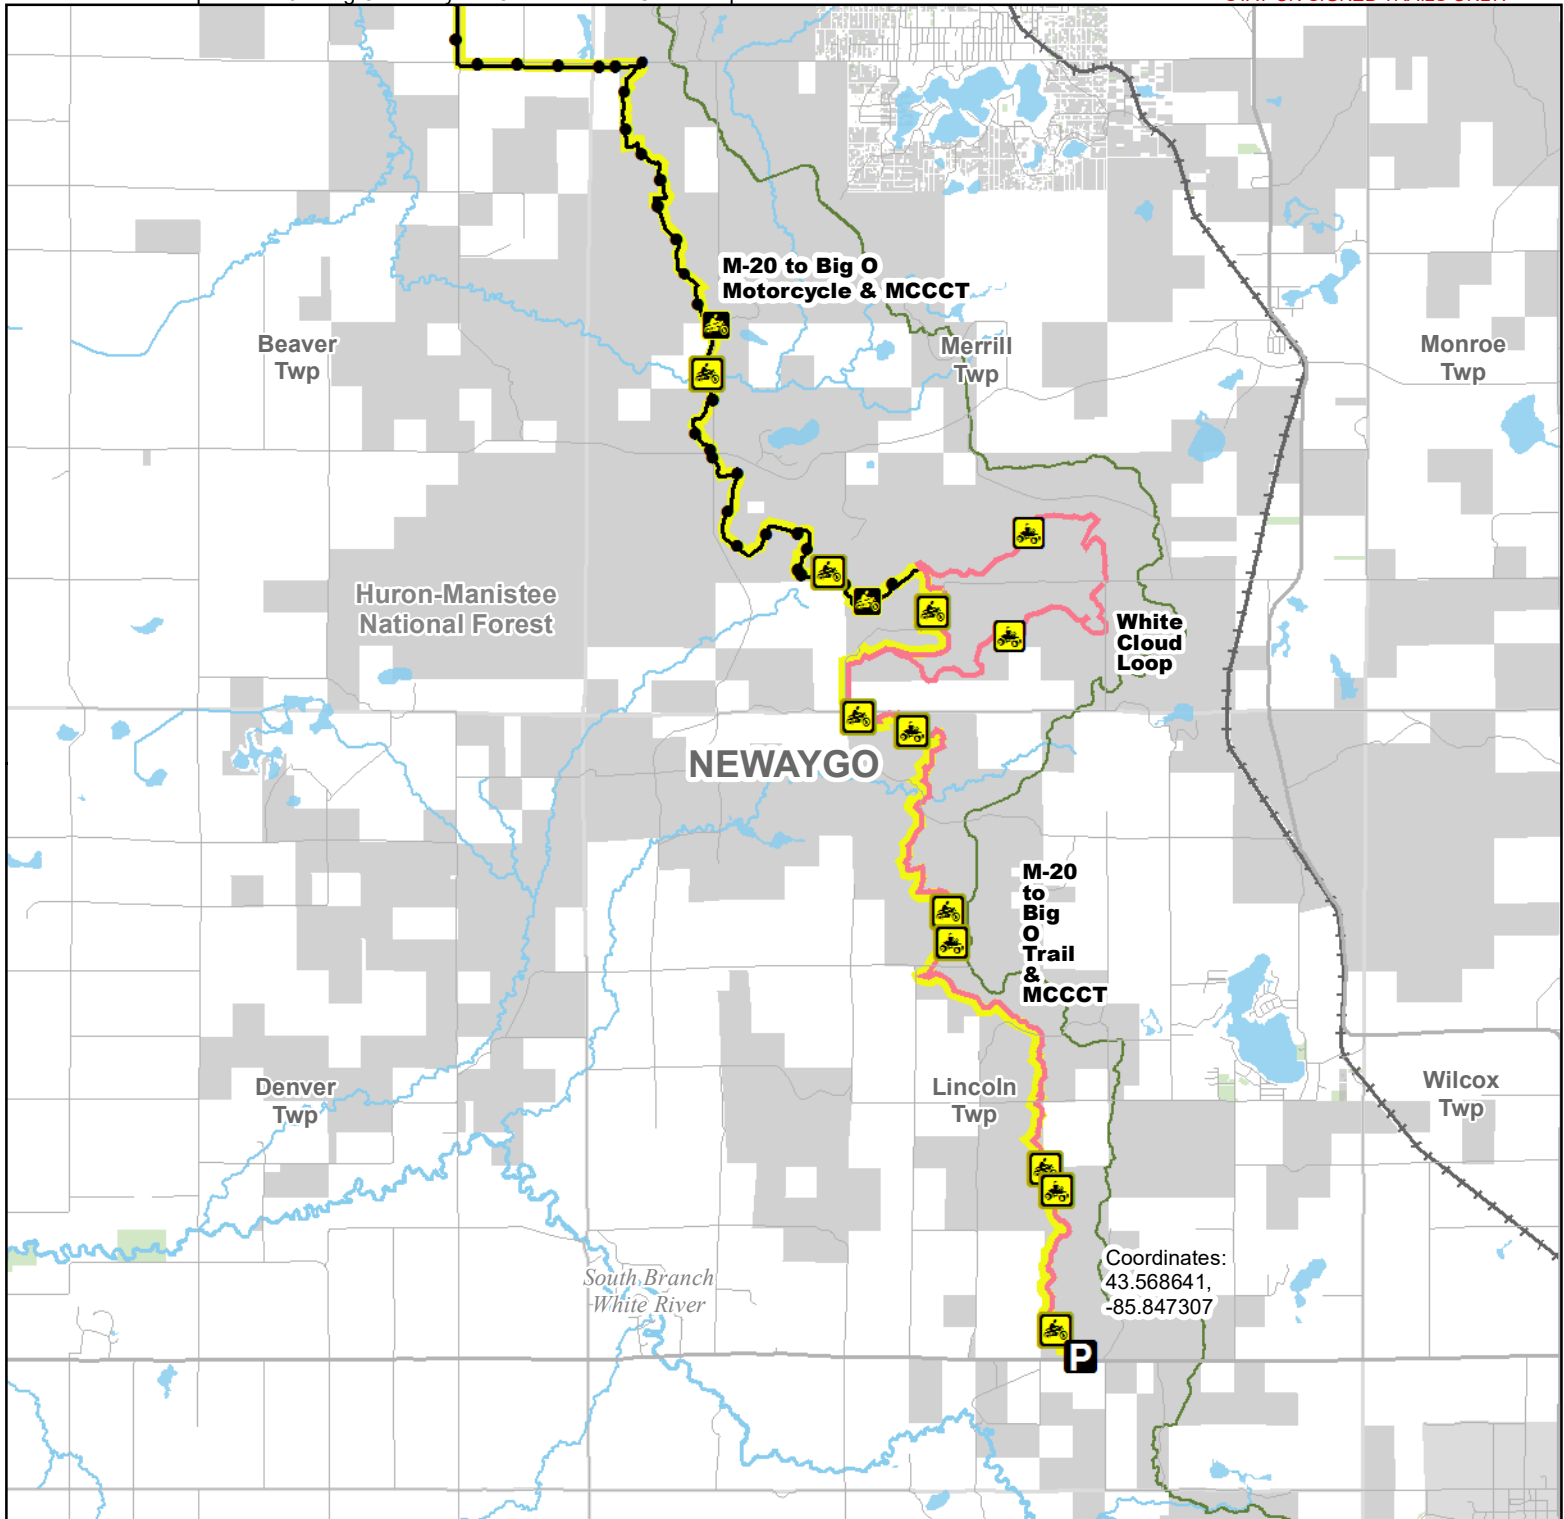 M-20 to Big O
Motorcycle & MCCCT
Beaver
Twp
Merrill
Twp
Monroe
Twp
Huron-Manistee
National Forest
White
Cloud
Loop
NEWAYGO
M-20
to
Big
O
Trail
&
MCCCT
Denver
Twp
Lincoln
Twp
Wilcox
Twp
South Branch
White River
Coordinates:
43.568641,
-85.847307
P